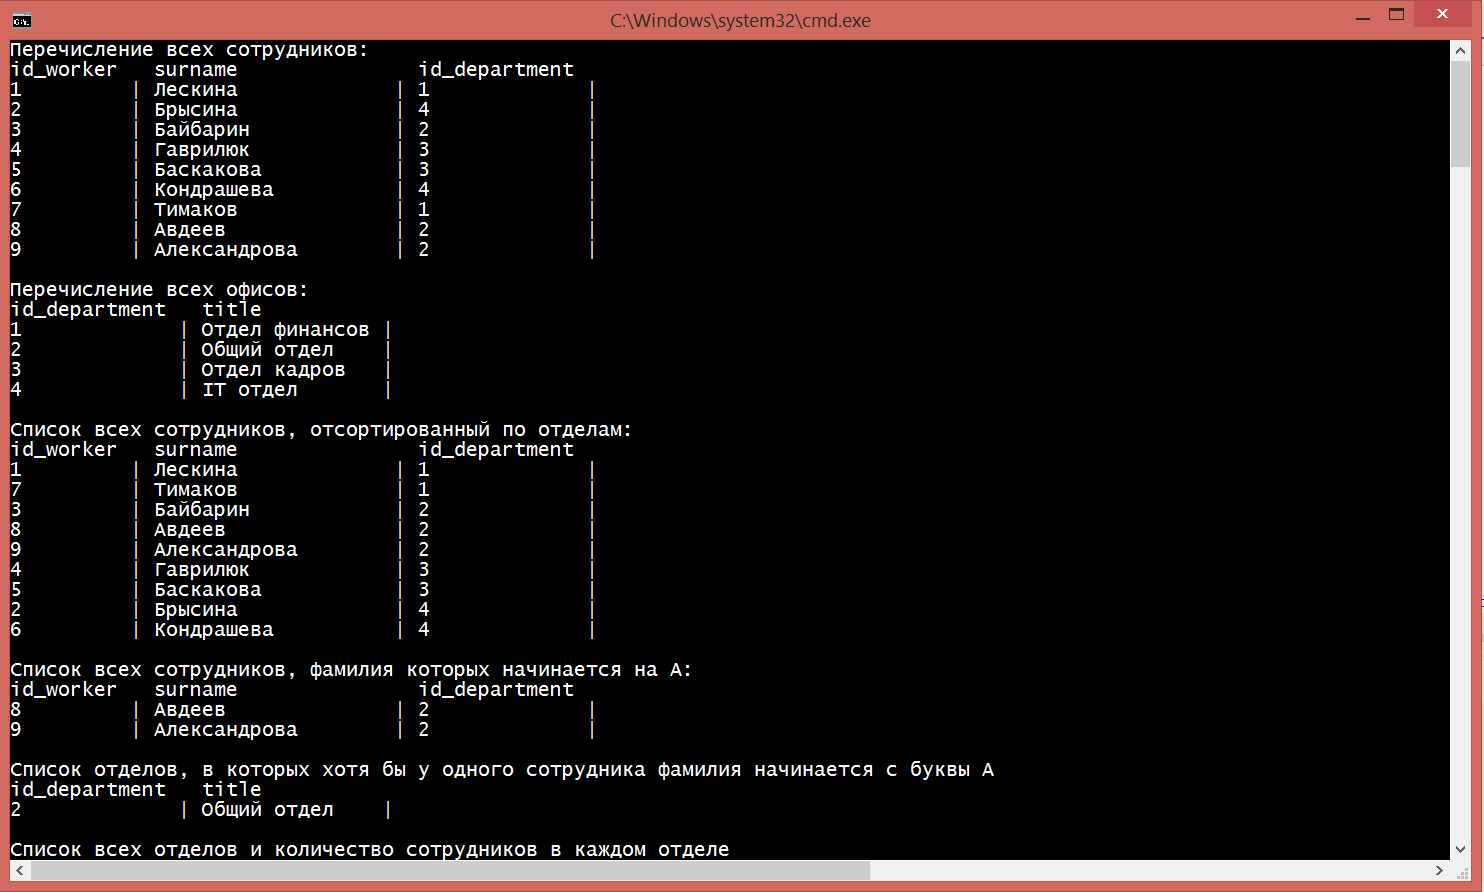 C:\Windows\system32\cmd.exe
Перечисление всех сотрудников:
id_worker surname id_department
1 | Лескина | 1 |
2 | Брысина | 4 |
3 | Байбарин | 2 |
4 | Гаврилюк | 3 |
5 | Баскакова | 3 |
6 | Кондрашева | 4 |
7 | Тимаков | 1 |
8 | Авдеев | 2 |
9 | Александрова | 2 |
Перечисление всех офисов:
id_department title
1 | Отдел финансов |
2 | Общий отдел |
3 | Отдел кадров |
4 | IT отдел |
Список всех сотрудников, отсортированный по отделам:
id_worker surname id_department
1 | Лескина | 1 |
7 | Тимаков | 1 |
3 | Байбарин | 2 |
8 | Авдеев | 2 |
9 | Александрова | 2 |
4 | Гаврилюк | 3 |
5 | Баскакова | 3 |
2 | Брысина | 4 |
6 | Кондрашева | 4 |
Список всех сотрудников, фамилия которых начинается на А:
id_worker surname id_department
8 | Авдеев | 2 |
9 | Александрова | 2 |
Список отделов, в которых хотя бы у одного сотрудника фамилия начинается с буквы А
id_department title
2 | Общий отдел |
Список всех отделов и количество сотрудников в каждом отделе